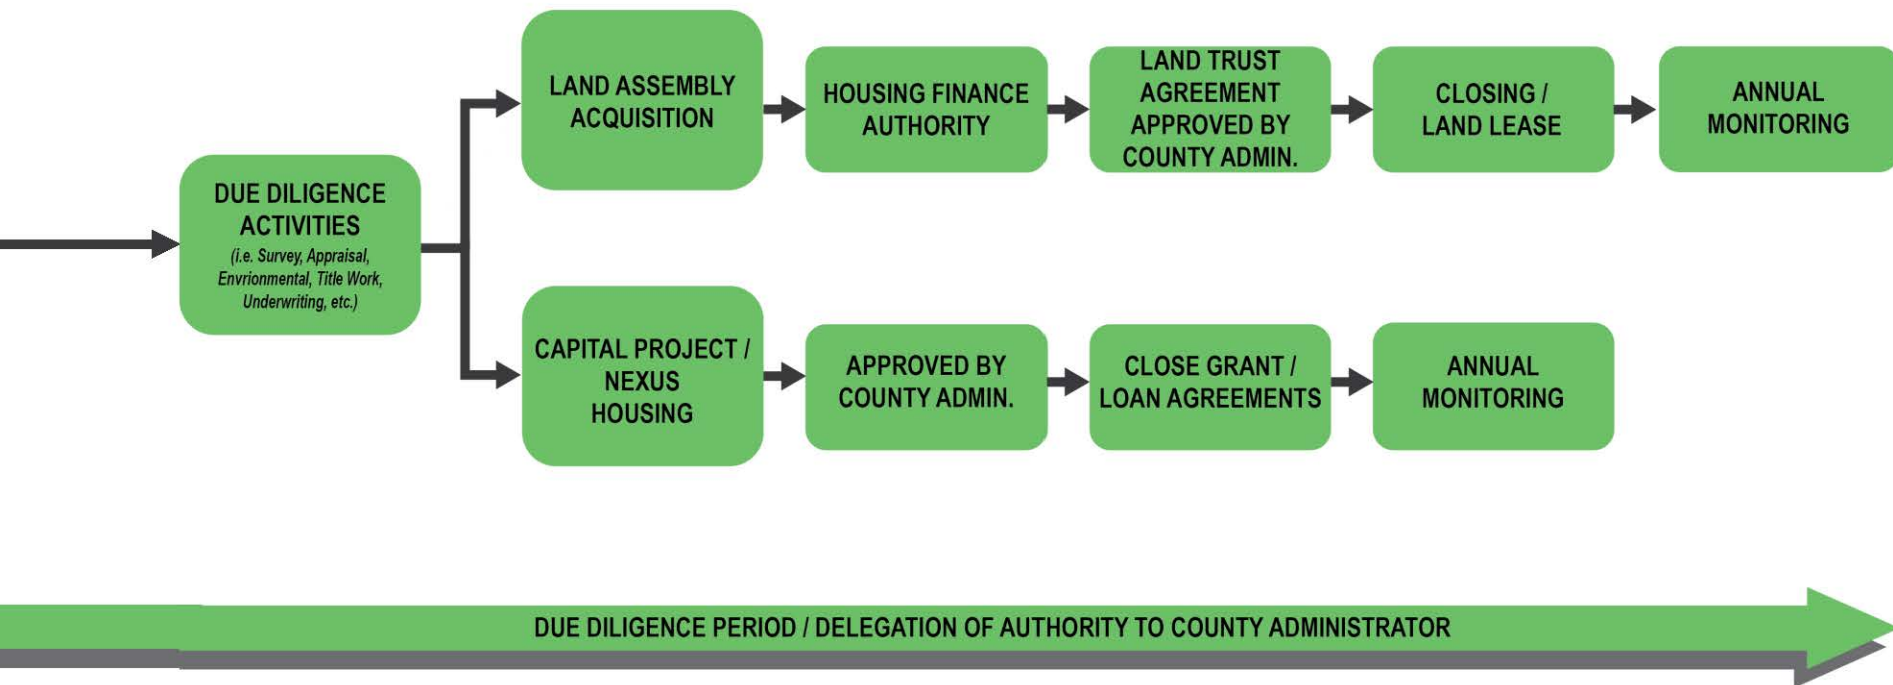 DUE DILIGENCE
ACTIVITIES
(i.e. Survey, Appraisal,
Envrionmental, Title Work,
Underwriting, etc.)
LAND ASSEMBLY
ACQUISITION
HOUSING FINANCE
AUTHORITY
LAND TRUST
AGREEMENT
APPROVED BY
COUNTY ADMIN.
CLOSING /
LAND LEASE
ANNUAL
MONITORING
CAPITAL PROJECT /
NEXUS
HOUSING
APPROVED BY
COUNTY ADMIN.
CLOSE GRANT /
LOAN AGREEMENTS
ANNUAL
MONITORING
DUE DILIGENCE PERIOD / DELEGATION OF AUTHORITY TO COUNTY ADMINISTRATOR